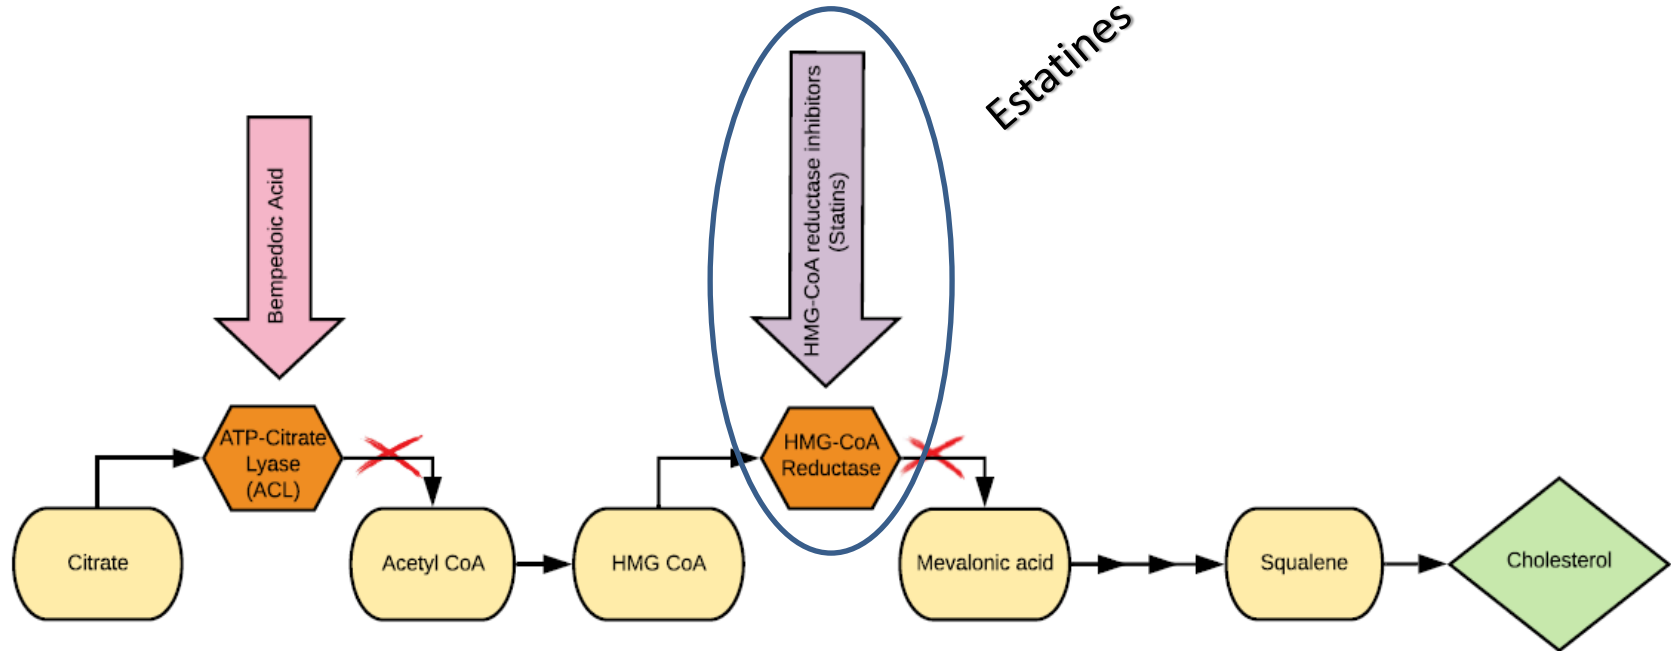 Estatines
Bempedoic Acid
HMG-CoA reductase inhibitors
(Statins)
ATP-Citrate
Lyase
(ACL)
HMG-CoA
Reductase
Citrate
Acetyl CoA
HMG CoA
Mevalonic acid
Squalene
Cholesterol